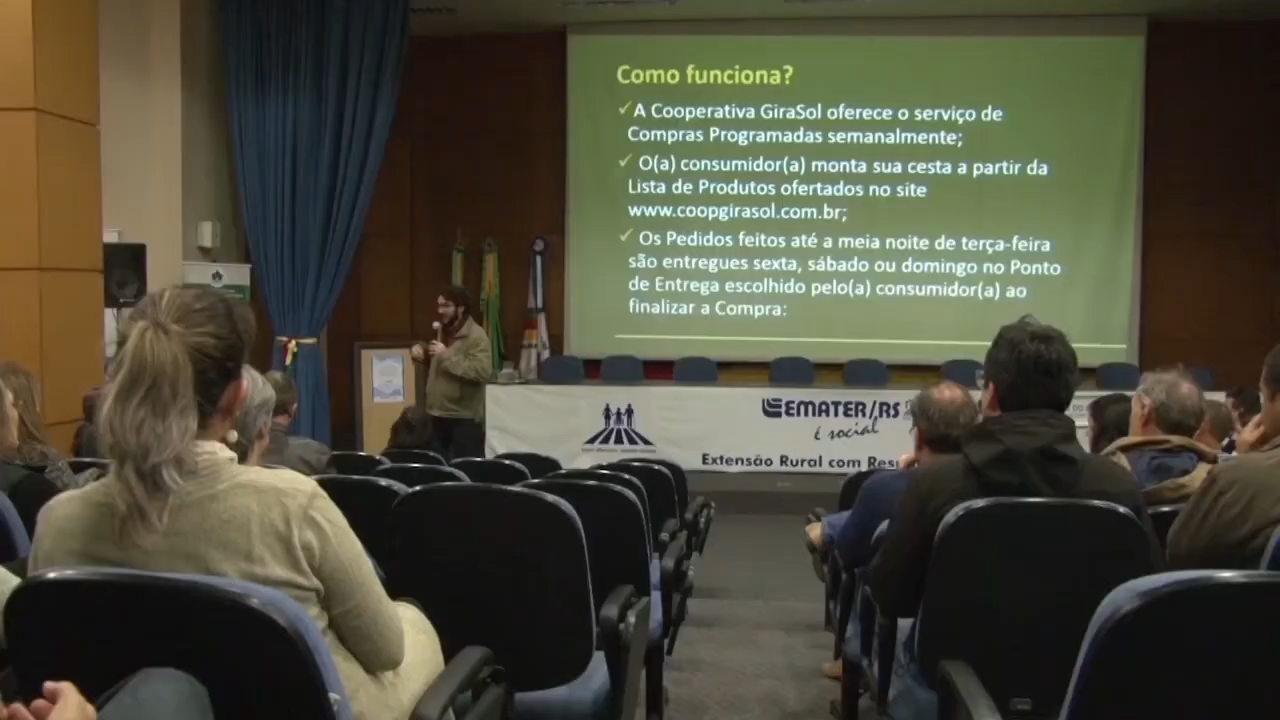 Como funciona?
✓A Cooperativa GiraSol oferece o serviço de
Compras Programadas semanalmente;
✓ O(a) consumidor(a) monta sua cesta a partir da
Lista de Produtos ofertados no site
www.coopgirasol.com.br;
✓ Os Pedidos feitos até a meia noite de terça-feira
são entregues sexta, sábado ou domingo no Ponto
de Entrega escolhido pelo(a) consumidor(a) ao
finalizar a Compra:
EMATER/RS
é social
Extensão Rural com Res